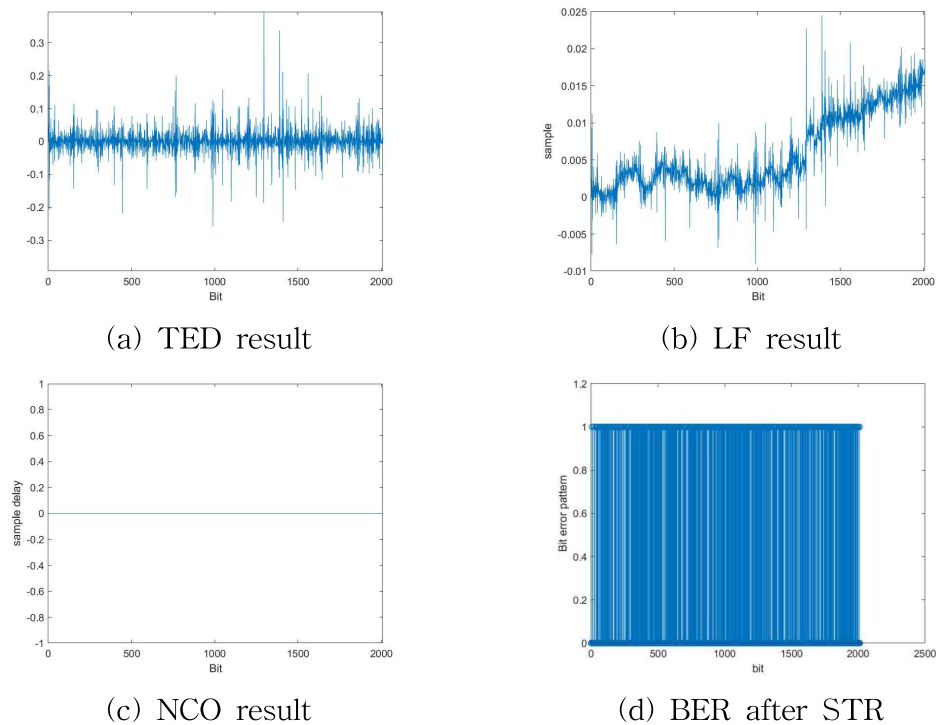 0.3
0.2
0.1
0
-0.1
-0.2
-0.3
0 500 1000 1500 2000
Bit
(a) TED result
0.025
0.02
0.015
0.01
0.005
0
-0.005
-0.01
sample
0 500 1000 1500 2000
Bit
(b) LF result
1
0.8
0.6
0.4
0.2
0
-0.2
-0.4
-0.6
-0.8
-1
sample delay
0 500 1000 1500 2000
Bit
(c) NCO result
1.2
1
0.8
0.6
0.4
0.2
0
Bit error pattern
0 500 1000 1500 2000 2500
bit
(d) BER after STR